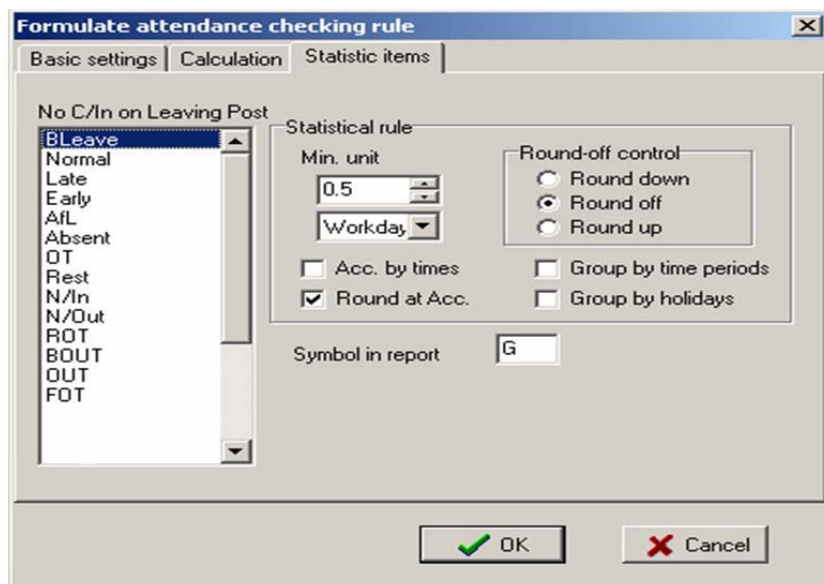 Formulate attendance checking rule
Basic settings
Calculation
Statistic items
No C/In on Leaving Post
BLeave
Normal
Late
Early
AfL
Absent
OT
Rest
N/In
N/Out
ROT
BOUT
OUT
FOT
Statistical rule
Min. unit
0.5
Workday
Round-off control
Round down
Round off
Round up
Acc. by times
Group by time periods
Round at Acc.
Group by holidays
Symbol in report
G
OK
Cancel